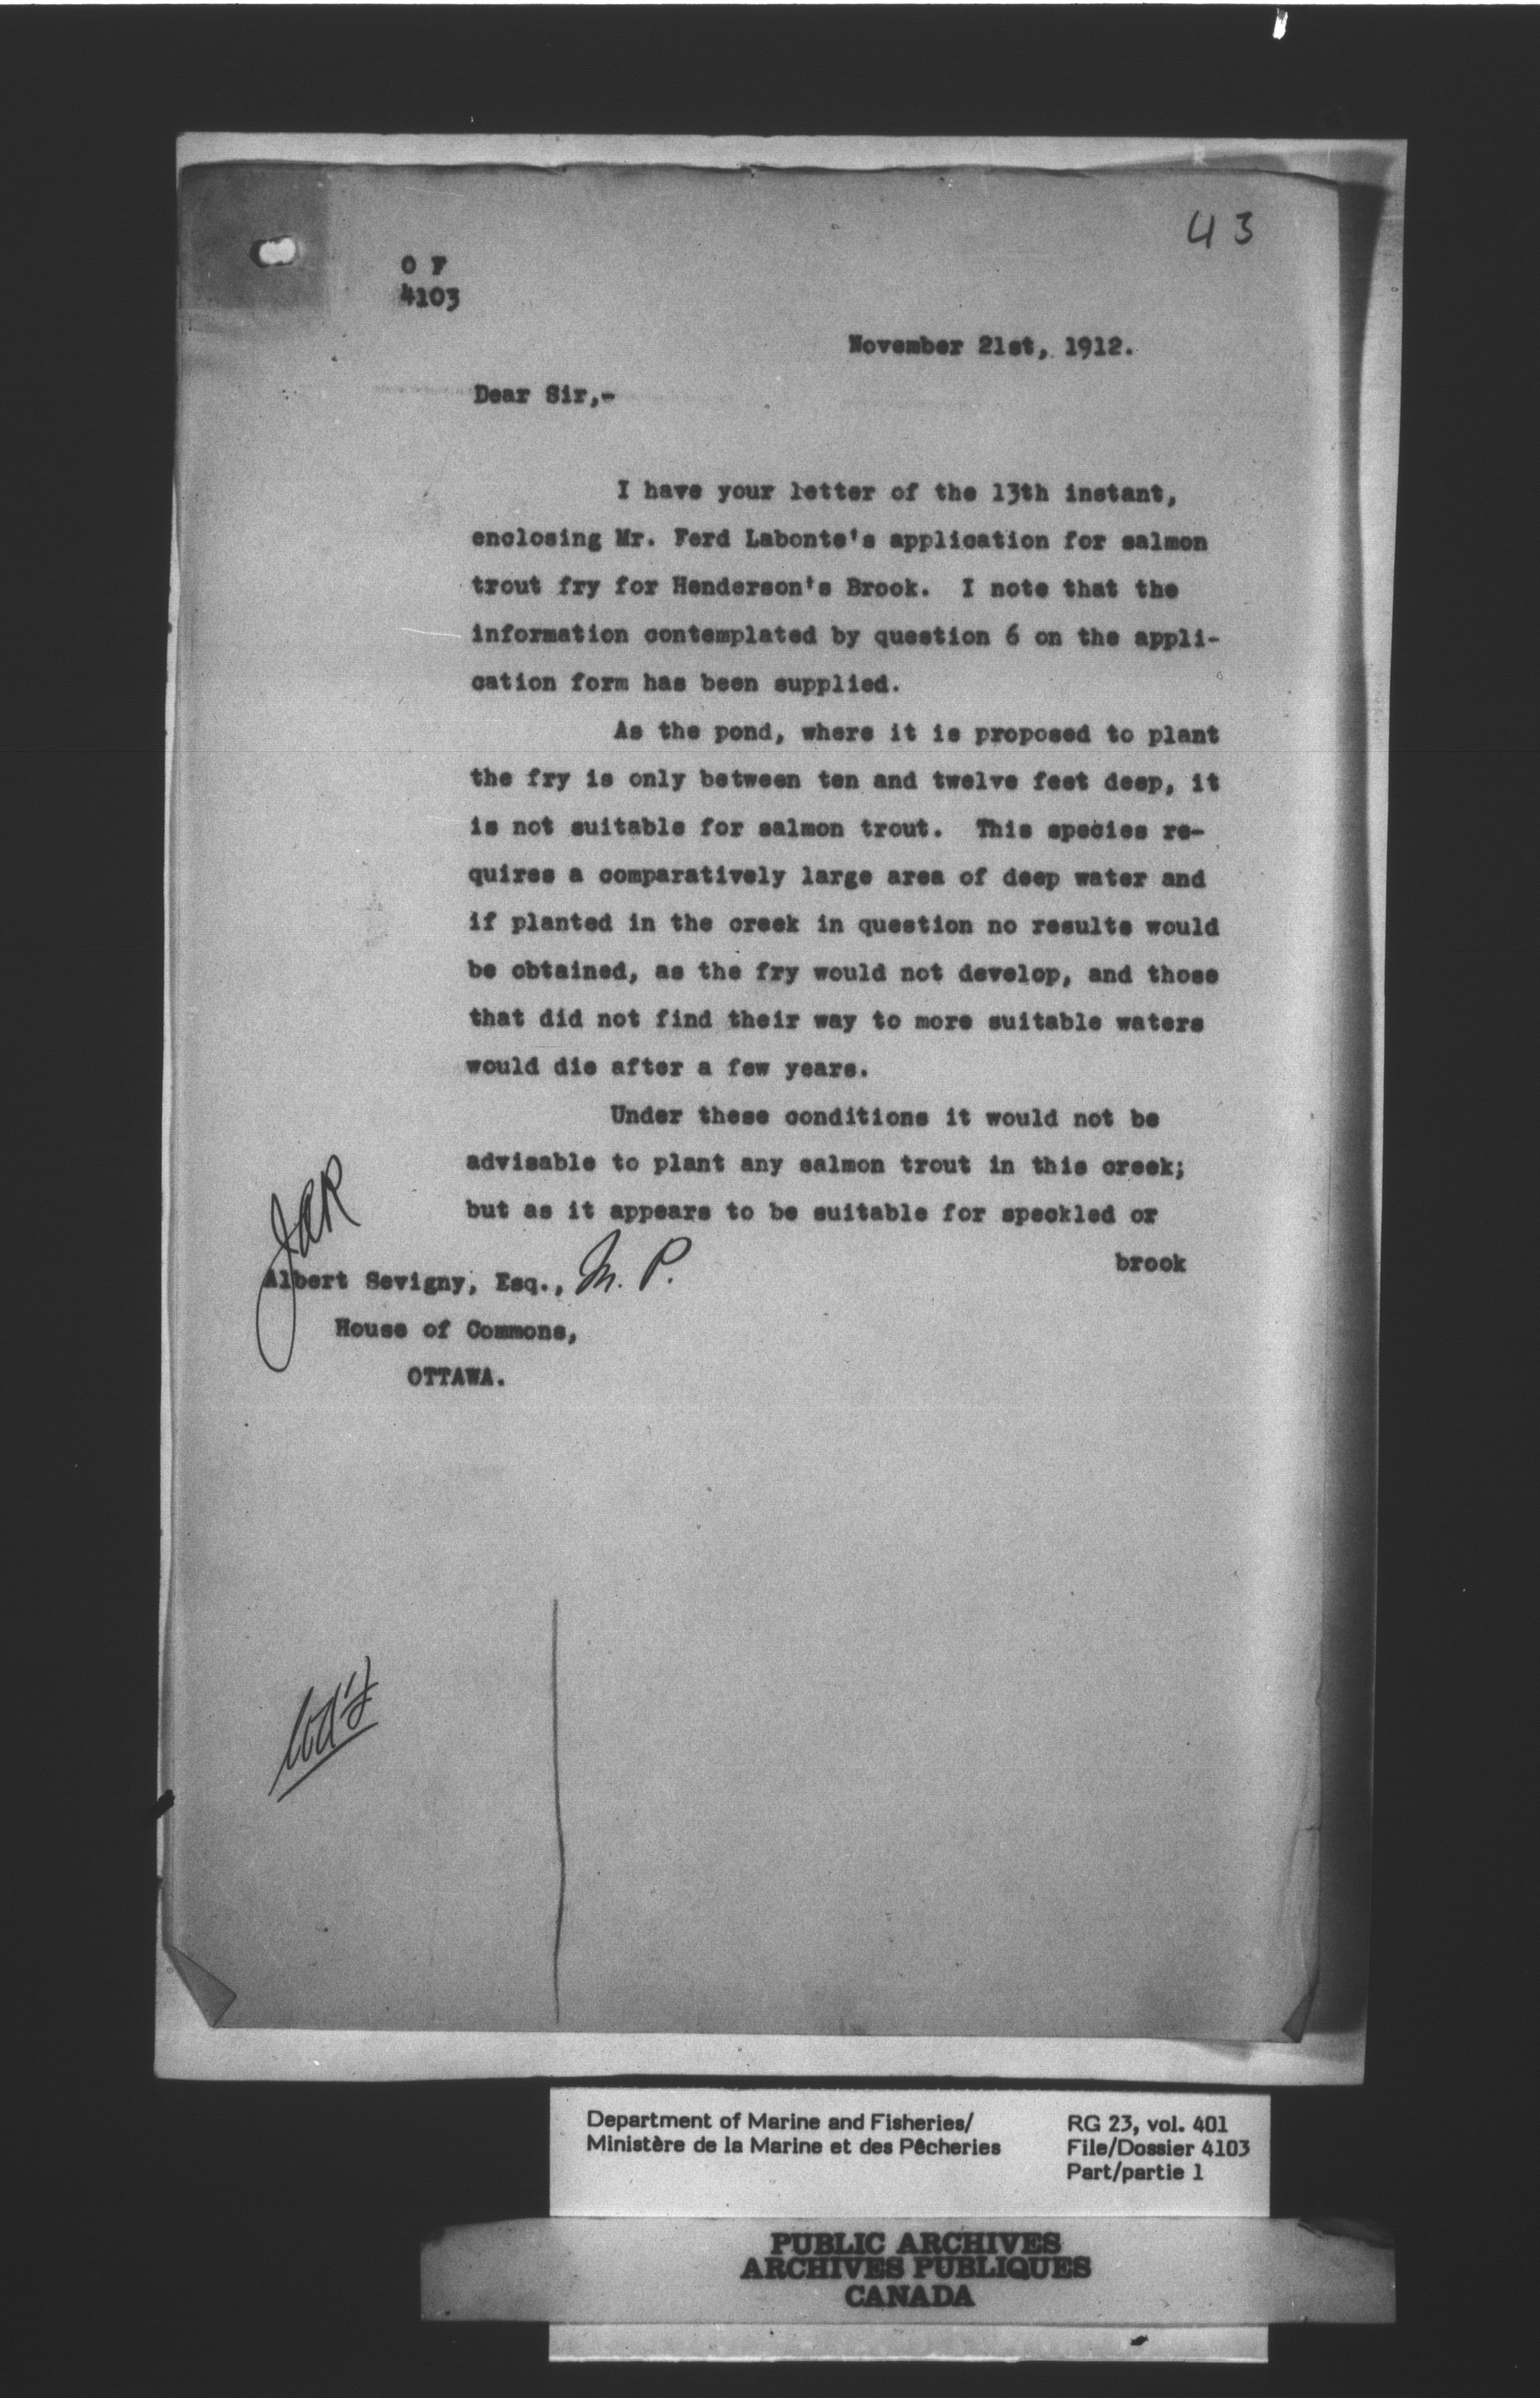 43
O F
4103
November 21st, 1912.
Dear Sir,-
I have your letter of the 13th instant,
enclosing Mr. Ferd Labonte's application for salmon
trout fry for Henderson's Brook. I note that the
information contemplated by question 6 on the appli-
cation form has been supplied.
As the pond, where it is proposed to plant
the fry is only between ten and twelve feet deep, it
is not suitable for salmon trout. This species re-
quires a comparatively large area of deep water and
if planted in the creek in question no results would
be obtained, as the fry would not develop, and those
that did not find their way to more suitable waters
would die after a few years.
Under these conditions it would not be
advisable to plant any salmon trout in this creek;
but as it appears to be suitable for speckled or
brook
Albert Sevigny, Esq., M. P.
House of Commons,
OTTAWA.
Department of Marine and Fisheries/
Ministère de la Marine et des Pêcheries
RG 23, vol. 401
File/Dossier 4103
Part/partie 1
PUBLIC ARCHIVES
ARCHIVES PUBLIQUES
CANADA